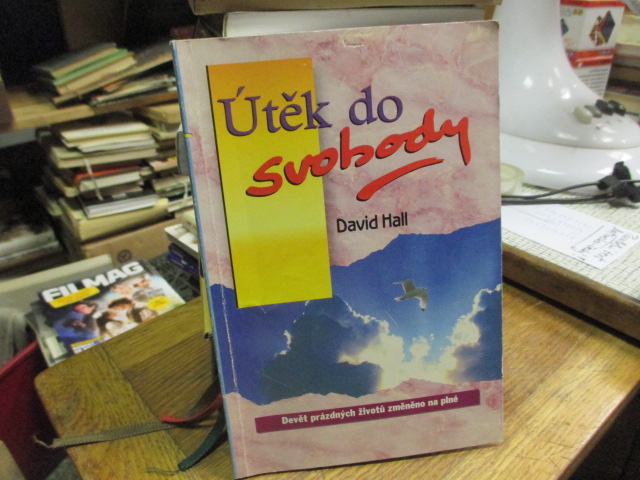 Útěk do
svobody
David Hall
Devět prázdných životů změněno na plné
FILMAG